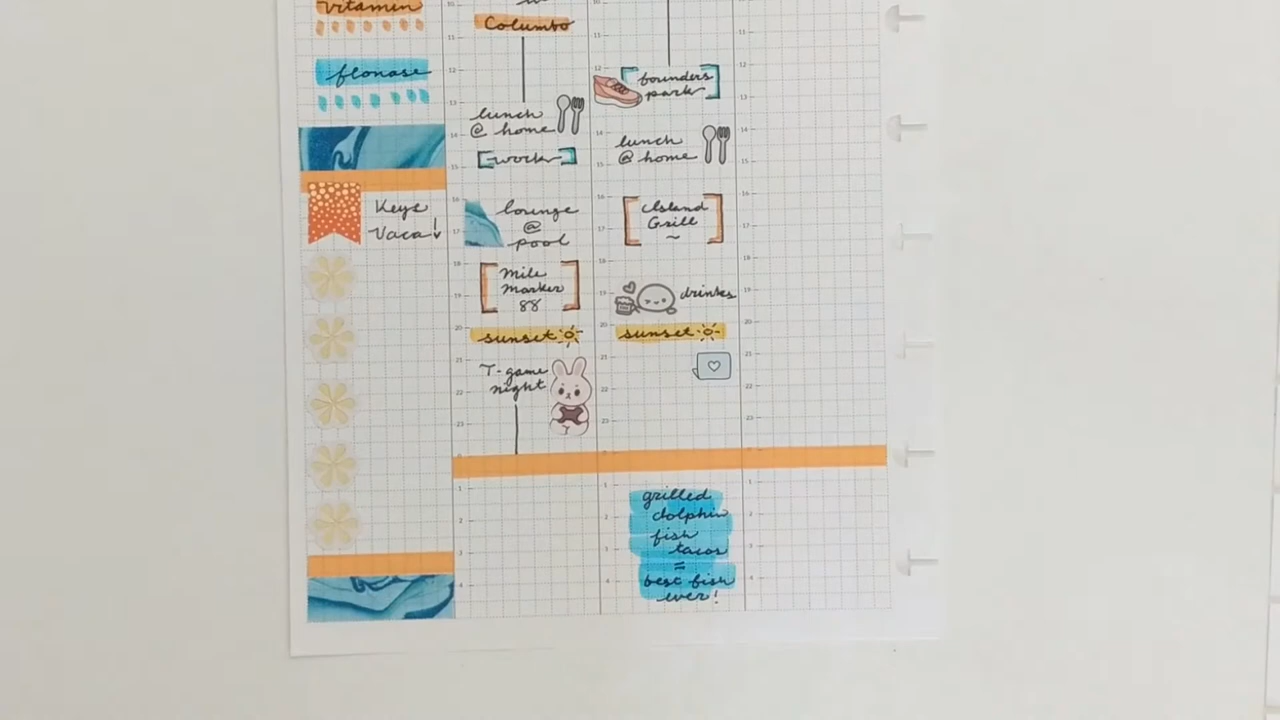 vitamin
flonase
Keys
Vaca!
Columbo
lunch
@ home
work
lounge
@
pool
Mile
Marker
88
sunset
T-game
night
founders
park
lunch
@ home
Island
Grill
~
drinks
sunset
grilled
dolphin
fish
tacos
=
best fish
ever!